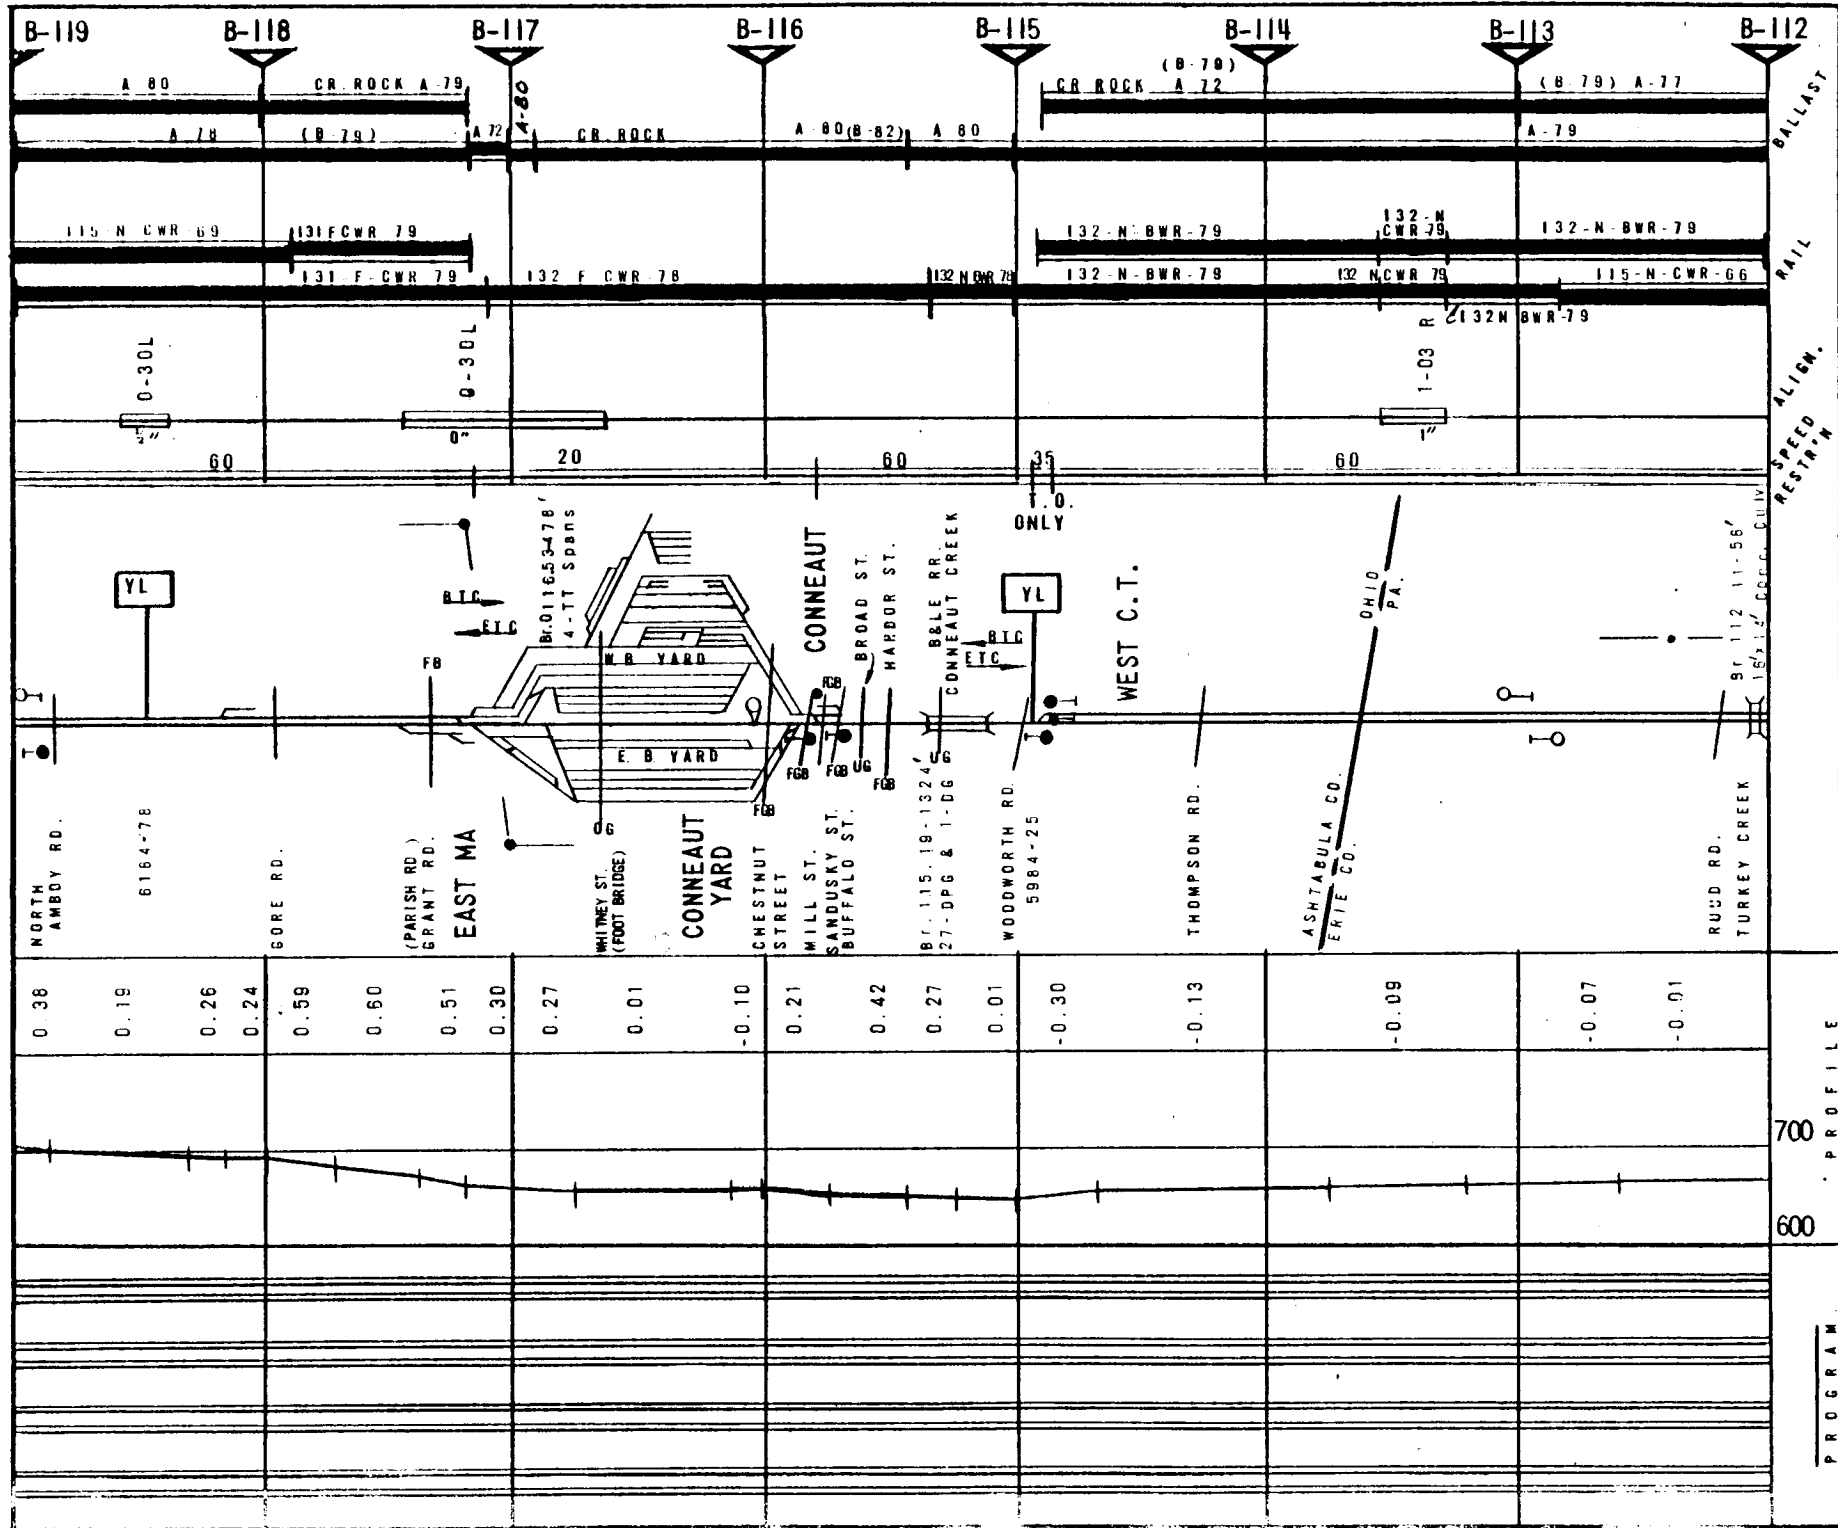 B-119 B-118 B-117 B-116 B-115 B-114 B-113 B-112
A 80 CR. ROCK A-79 A-80 CR ROCK A 72 (B-79) (B-79) A-77
A 78 (B-79) A 72 CR. ROCK A 80 (B-82) A 80 A-79
BALLAST
115-N CWR-69 131 F CWR 79 132-N-BWR-79 132-N CWR 79 132-N-BWR-79
131-F-CWR 79 132 F CWR-78 132 N BWR 78 132-N-BWR-79 132 N CWR 79 115-N-CWR-66
132 N BWR-79
RAIL
0-30L 0-30L 1-03 R
0" 1"
ALIGN.
60 20 60 35 60
SPEED
RESTR'N
T.O.
ONLY
YL
BTC
ETC
FB
Br.0116.53-478'
4-TT Spans
W.B. YARD
E. B. YARD
OG
CONNEAUT
BROAD ST.
HARBOR ST.
B&LE RR.
CONNEAUT CREEK
BTC
ETC
YL
WEST C.T.
OHIO
PA.
Br 112 11-56'
FGB
FGB
FGB
FGB
UG
FGB
UG
NORTH
AMBOY RD.
6164-78
GORE RD.
(PARISH RD)
GRANT RD.
EAST MA
WHITNEY ST.
(FOOT BRIDGE)
CONNEAUT
YARD
CHESTNUT
STREET
MILL ST.
SANDUSKY ST.
BUFFALO ST.
Br. 115.19-1324'
27-DPG & 1-DG
WOODWORTH RD.
5984-25
THOMPSON RD.
ASHTABULA CO.
ERIE CO.
RUDD RD.
TURKEY CREEK
0.38 0.19 0.26 0.24 0.59 0.60 0.51 0.30 0.27 0.01 -0.10 0.21 0.42 0.27 0.01 -0.30 -0.13 -0.09 -0.07 -0.01
700
600
PROFILE
PROGRAM